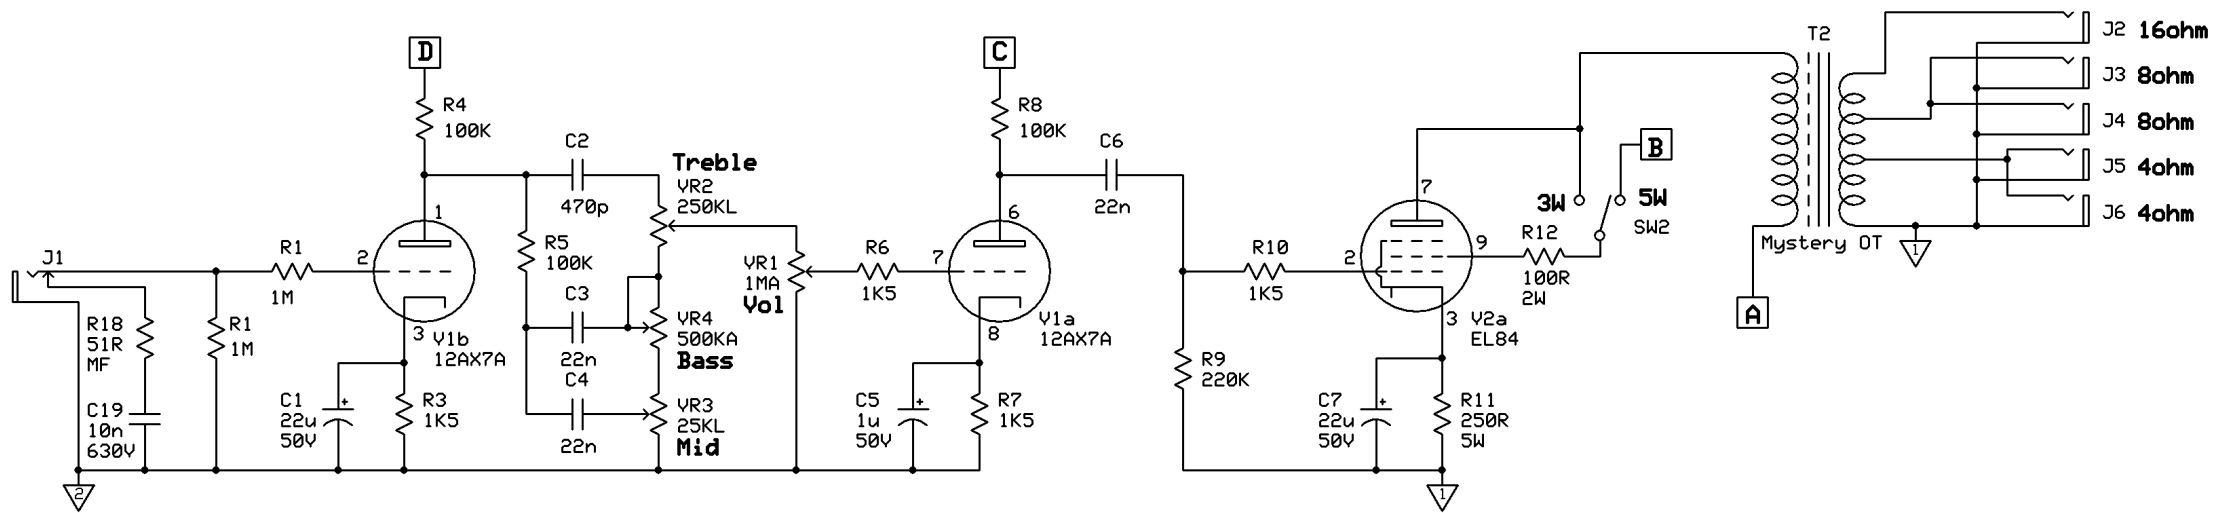 J1
R18
51R
MF
C19
10n
630V
2
R1
1M
R1
1M
D
R4
100K
1
2
3
V1b
12AX7A
C1
22u
50V
+
R3
1K5
C2
470p
R5
100K
C3
22n
C4
22n
Treble
VR2
250KL
VR4
500KA
Bass
VR3
25KL
Mid
VR1
1MA
Vol
R6
1K5
C
R8
100K
6
7
8
V1a
12AX7A
C5
1u
50V
+
R7
1K5
C6
22n
R10
1K5
R9
220K
7
2
9
3
V2a
EL84
C7
22u
50V
+
R11
250R
5W
1
R12
100R
2W
3W
5W
SW2
B
A
T2
Mystery OT
1
J2 16ohm
J3 8ohm
J4 8ohm
J5 4ohm
J6 4ohm